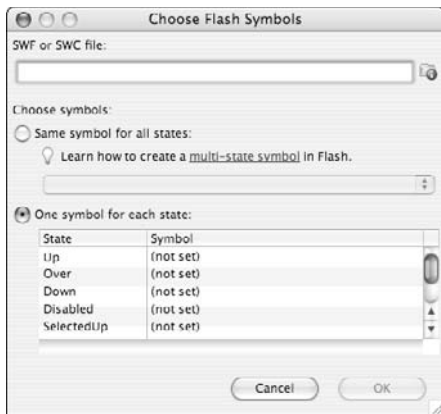 Choose Flash Symbols
SWF or SWC file:
Choose symbols:
Same symbol for all states:
Learn how to create a multi-state symbol in Flash.
One symbol for each state:
State Symbol
Up (not set)
Over (not set)
Down (not set)
Disabled (not set)
SelectedUp (not set)
Cancel OK